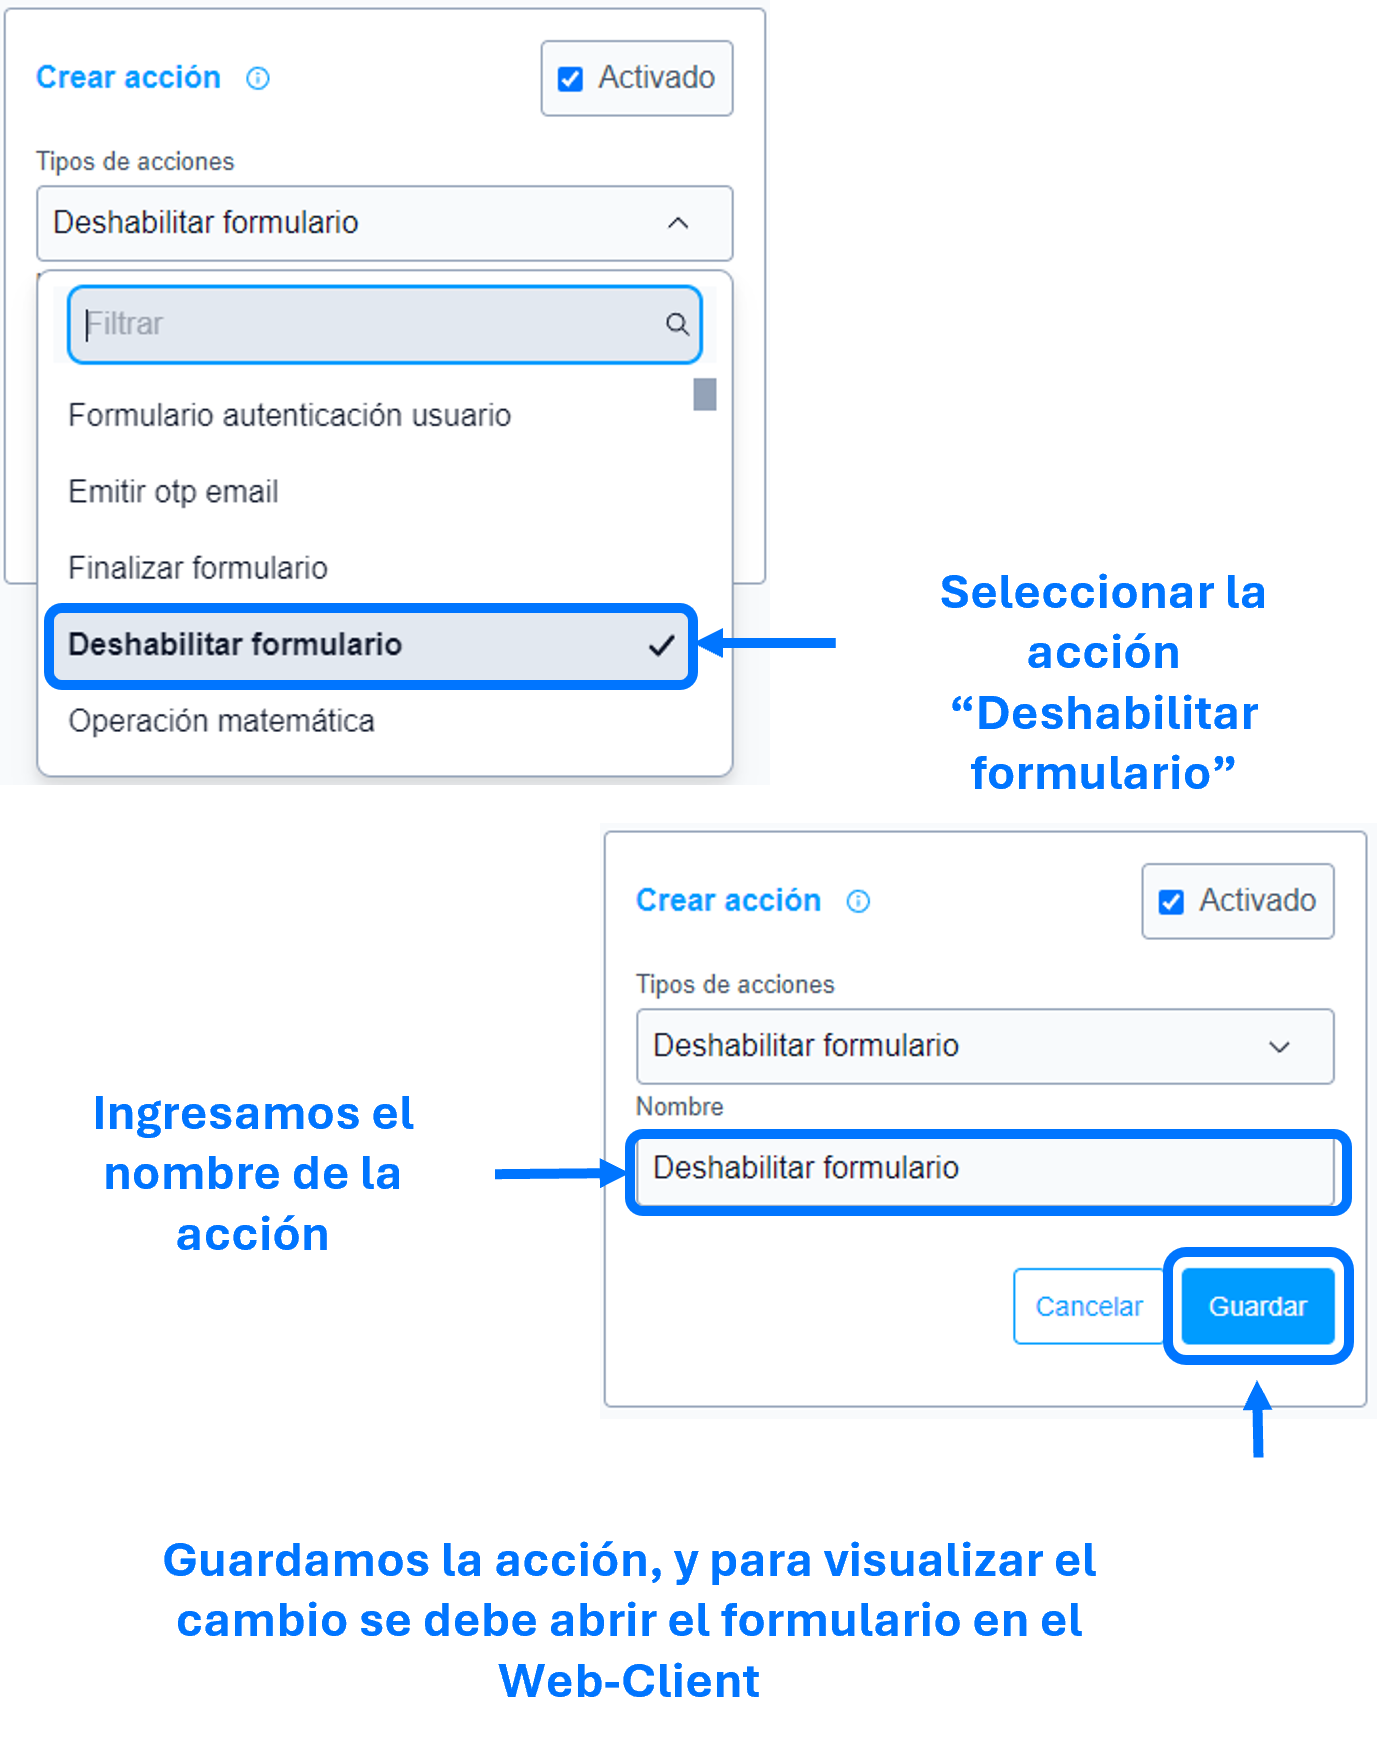 Crear acción
Activado
Tipos de acciones
Deshabilitar formulario
Filtrar
Formulario autenticación usuario
Emitir otp email
Finalizar formulario
Deshabilitar formulario
Operación matemática
Seleccionar la
acción
“Deshabilitar
formulario”
Crear acción
Activado
Tipos de acciones
Deshabilitar formulario
Nombre
Deshabilitar formulario
Ingresamos el
nombre de la
acción
Cancelar
Guardar
Guardamos la acción, y para visualizar el
cambio se debe abrir el formulario en el
Web-Client